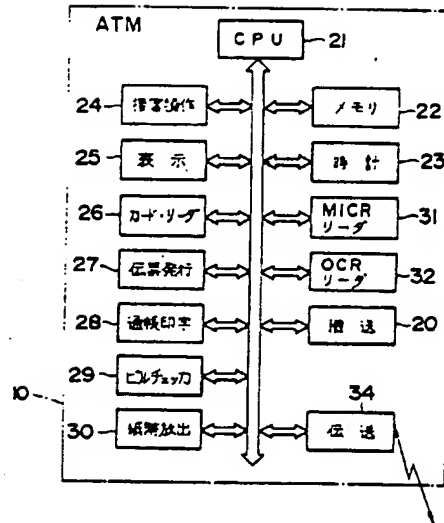 ATM
CPU
21
24
顧客操作
メモリ
22
25
表示
時計
23
26
カード・リーダ
MICR
リーダ
31
27
伝票発行
OCR
リーダ
32
28
通帳印字
搬送
20
29
ビルチェッカ
10
30
紙幣放出
34
伝送